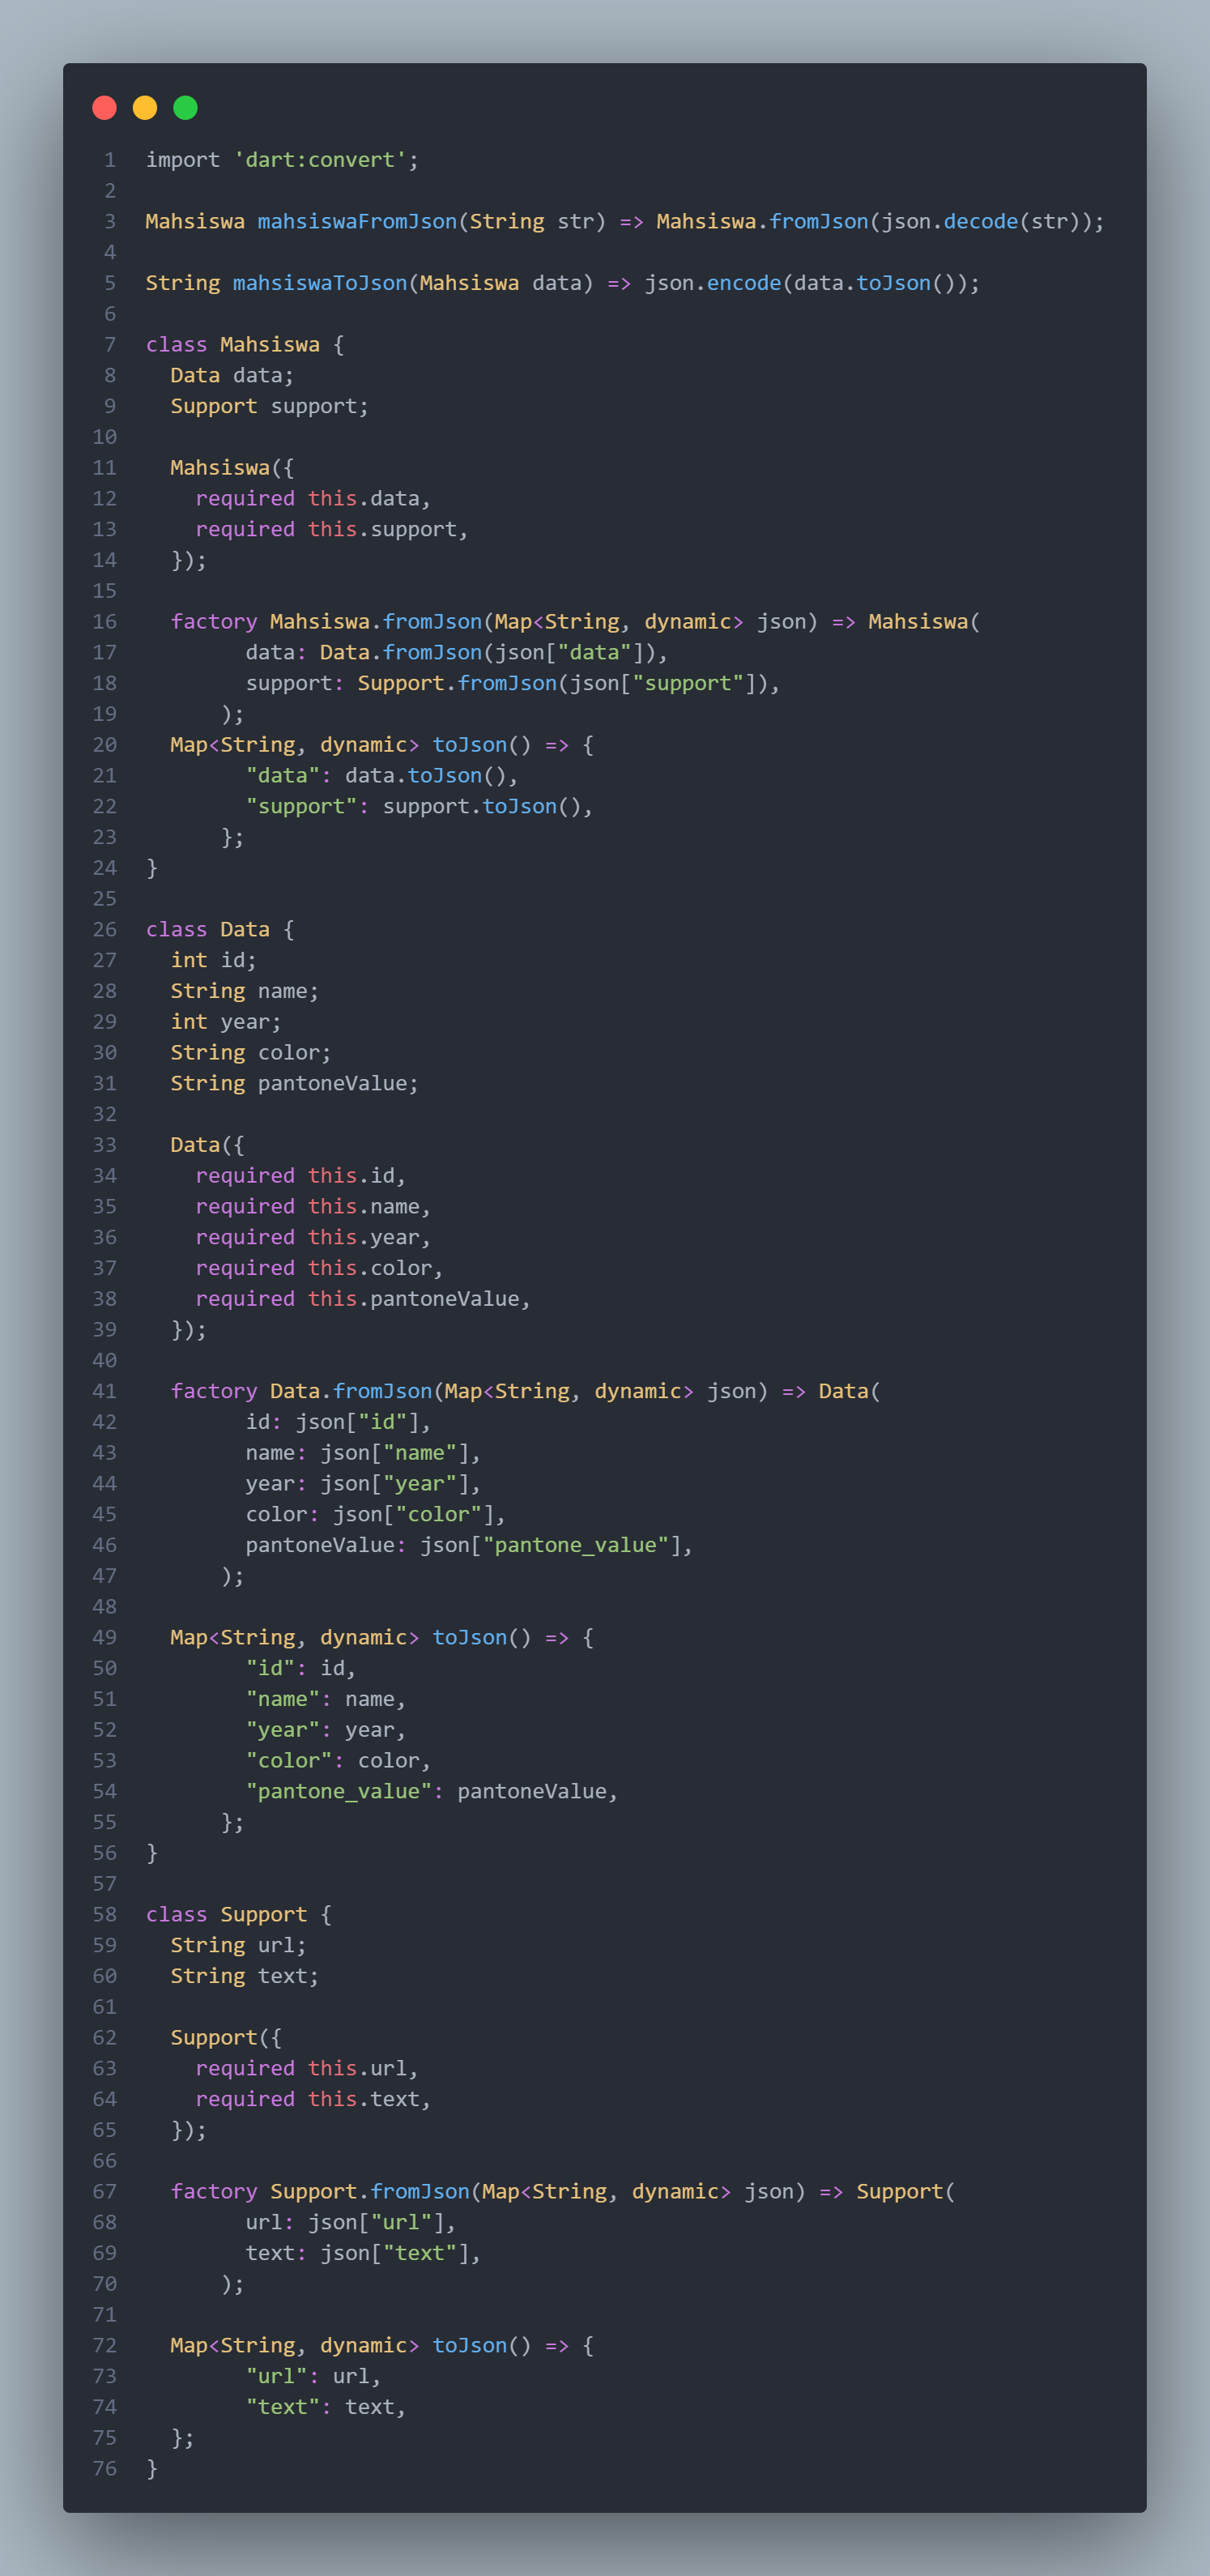 1 import 'dart:convert';
2
3 Mahsiswa mahsiswaFromJson(String str) => Mahsiswa.fromJson(json.decode(str));
4
5 String mahsiswaToJson(Mahsiswa data) => json.encode(data.toJson());
6
7 class Mahsiswa {
8   Data data;
9   Support support;
10
11   Mahsiswa({
12     required this.data,
13     required this.support,
14   });
15
16   factory Mahsiswa.fromJson(Map<String, dynamic> json) => Mahsiswa(
17         data: Data.fromJson(json["data"]),
18         support: Support.fromJson(json["support"]),
19       );
20   Map<String, dynamic> toJson() => {
21         "data": data.toJson(),
22         "support": support.toJson(),
23       };
24 }
25
26 class Data {
27   int id;
28   String name;
29   int year;
30   String color;
31   String pantoneValue;
32
33   Data({
34     required this.id,
35     required this.name,
36     required this.year,
37     required this.color,
38     required this.pantoneValue,
39   });
40
41   factory Data.fromJson(Map<String, dynamic> json) => Data(
42         id: json["id"],
43         name: json["name"],
44         year: json["year"],
45         color: json["color"],
46         pantoneValue: json["pantone_value"],
47       );
48
49   Map<String, dynamic> toJson() => {
50         "id": id,
51         "name": name,
52         "year": year,
53         "color": color,
54         "pantone_value": pantoneValue,
55       };
56 }
57
58 class Support {
59   String url;
60   String text;
61
62   Support({
63     required this.url,
64     required this.text,
65   });
66
67   factory Support.fromJson(Map<String, dynamic> json) => Support(
68         url: json["url"],
69         text: json["text"],
70       );
71
72   Map<String, dynamic> toJson() => {
73         "url": url,
74         "text": text,
75   };
76 }